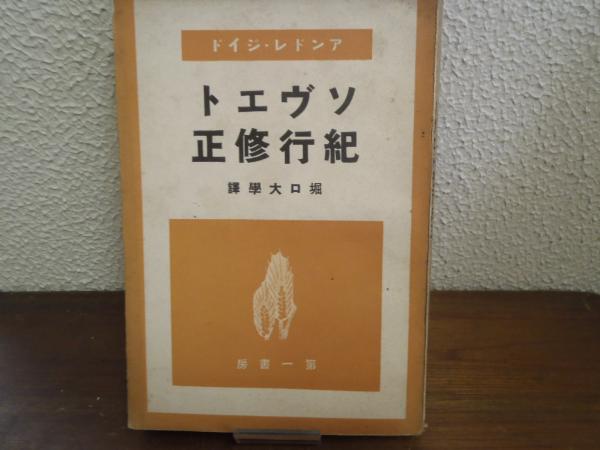 アンドレ・ジイド
ソヴエト
紀行修正
堀口大學譯
第一書房